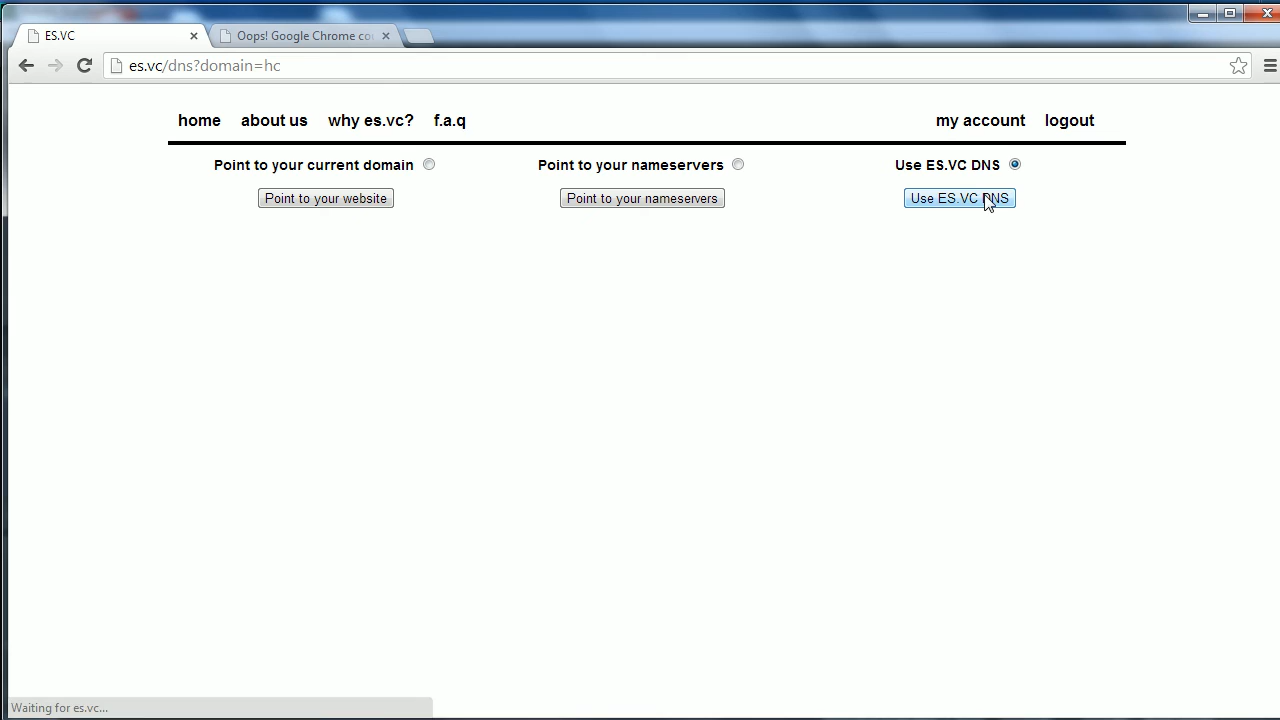 ES.VC
Oops! Google Chrome co
es.vc/dns?domain=hc
home about us why es.vc? f.a.q my account logout
Point to your current domain Point to your nameservers Use ES.VC DNS
Point to your website Point to your nameservers Use ES.VC DNS
Waiting for es.vc...